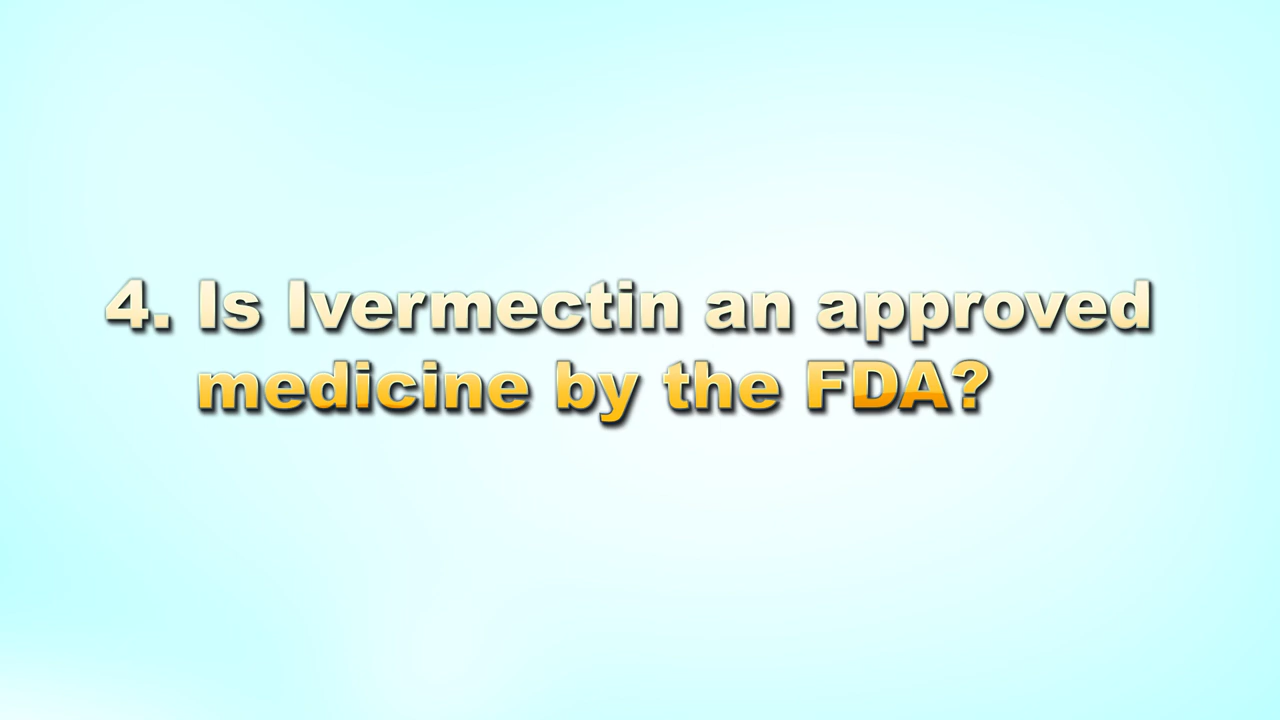 4. Is Ivermectin an approved
medicine by the FDA?